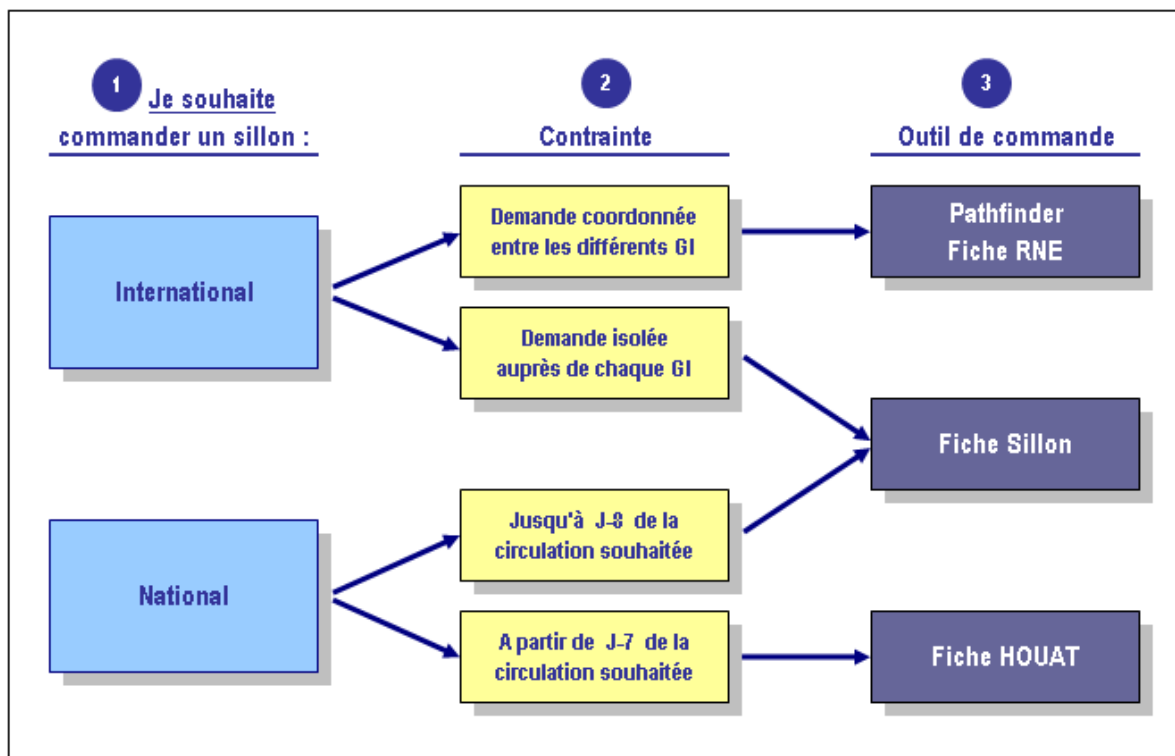 1
Je souhaite
commander un sillon :
2
Contrainte
3
Outil de commande
International
Demande coordonnée
entre les différents GI
Pathfinder
Fiche RNE
Demande isolée
auprès de chaque GI
Fiche Sillon
National
Jusqu'à J-8 de la
circulation souhaitée
A partir de J-7 de la
circulation souhaitée
Fiche HOUAT